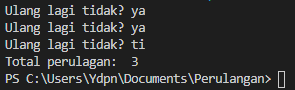 Ulang lagi tidak? ya
Ulang lagi tidak? ya
Ulang lagi tidak? ti
Total perulagan:  3
PS C:\Users\Ydpn\Documents\Perulangan>